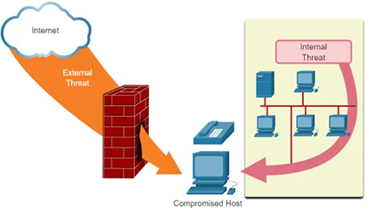 Internet
External
Threat
Internal
Threat
Compromised Host